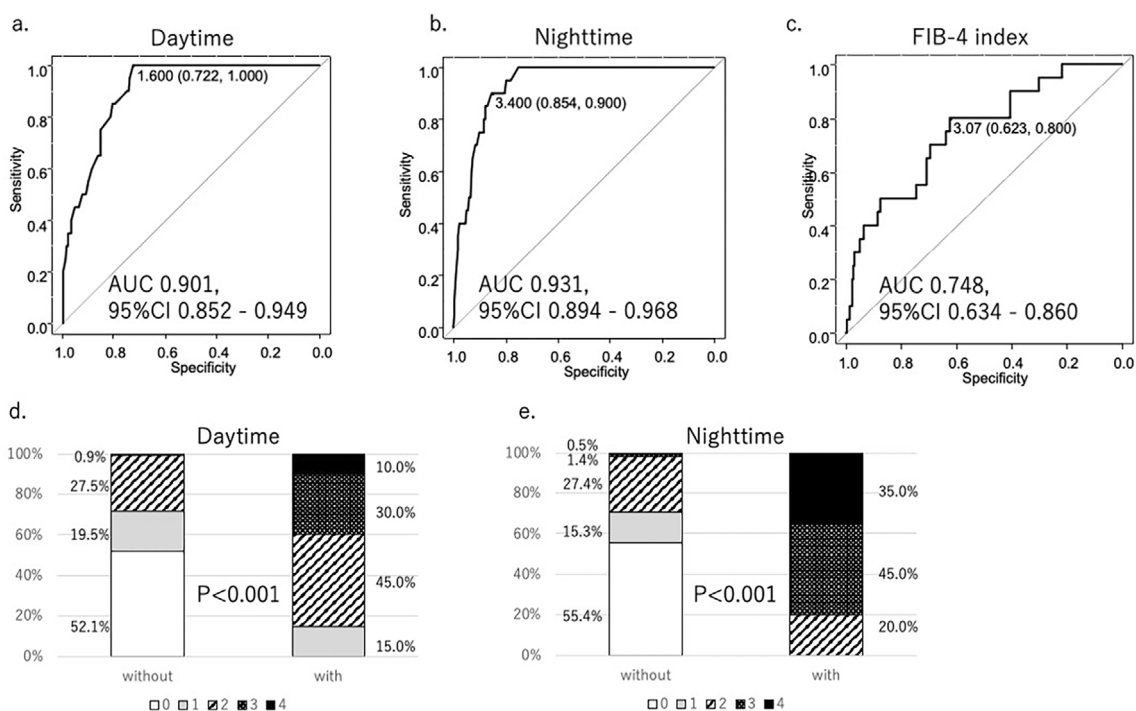 a.
Daytime
1.600 (0.722, 1.000)
AUC 0.901,
95%CI 0.852 - 0.949
Sensitivity
1.0
0.8
0.6
0.4
0.2
0.0
1.0 0.8 0.6 0.4 0.2 0.0
Specificity
b.
Nighttime
3.400 (0.854, 0.900)
AUC 0.931,
95%CI 0.894 - 0.968
Sensitivity
1.0
0.8
0.6
0.4
0.2
0.0
1.0 0.8 0.6 0.4 0.2 0.0
Specificity
c.
FIB-4 index
3.07 (0.623, 0.800)
AUC 0.748,
95%CI 0.634 - 0.860
Sensitivity
1.0
0.8
0.6
0.4
0.2
0.0
1.0 0.8 0.6 0.4 0.2 0.0
Specificity
d.
Daytime
100%
80%
60%
40%
20%
0%
0.9%
27.5%
19.5%
52.1%
P<0.001
10.0%
30.0%
45.0%
15.0%
without with
0 1 2 3 4
e.
Nighttime
100%
80%
60%
40%
20%
0%
0.5%
1.4%
27.4%
15.3%
55.4%
P<0.001
35.0%
45.0%
20.0%
without with
0 1 2 3 4